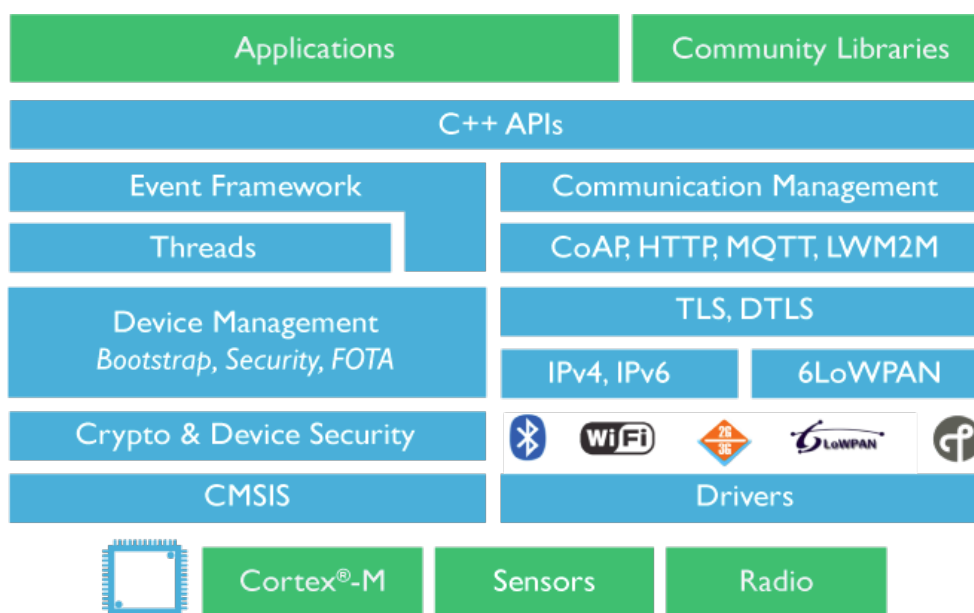 Applications
Community Libraries
C++ APIs
Event Framework
Communication Management
Threads
CoAP, HTTP, MQTT, LWM2M
Device Management
Bootstrap, Security, FOTA
TLS, DTLS
IPv4, IPv6
6LoWPAN
Crypto & Device Security
WiFi
2G
3G
6LoWPAN
CMSIS
Drivers
Cortex®-M
Sensors
Radio